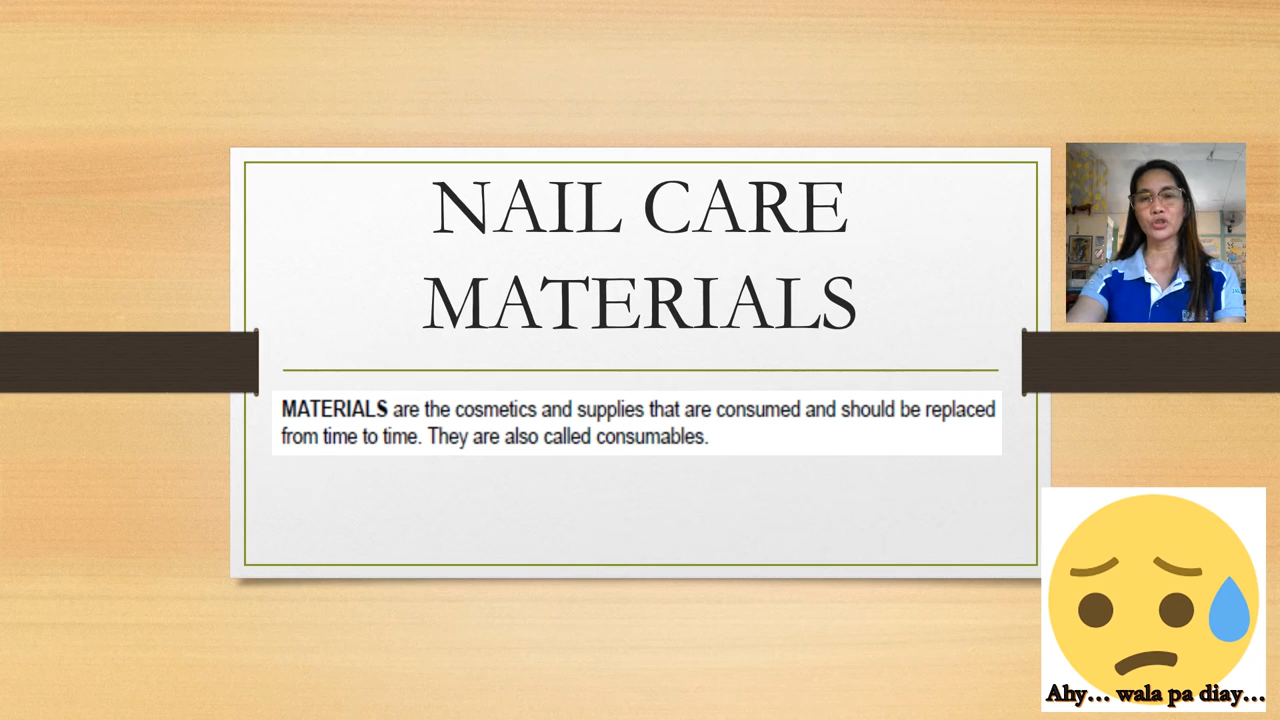 NAIL CARE
MATERIALS
MATERIALS are the cosmetics and supplies that are consumed and should be replaced
from time to time. They are also called consumables.
Ahy... wala pa diay...